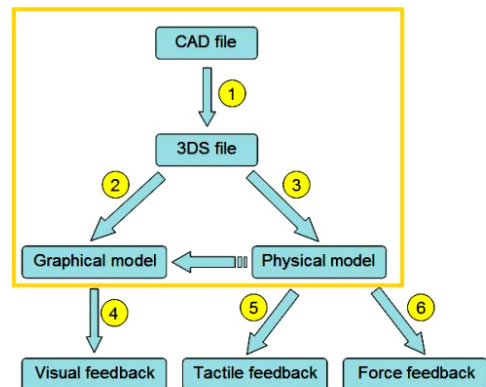 CAD file
1
3DS file
2
3
Graphical model
Physical model
4
5
6
Visual feedback
Tactile feedback
Force feedback